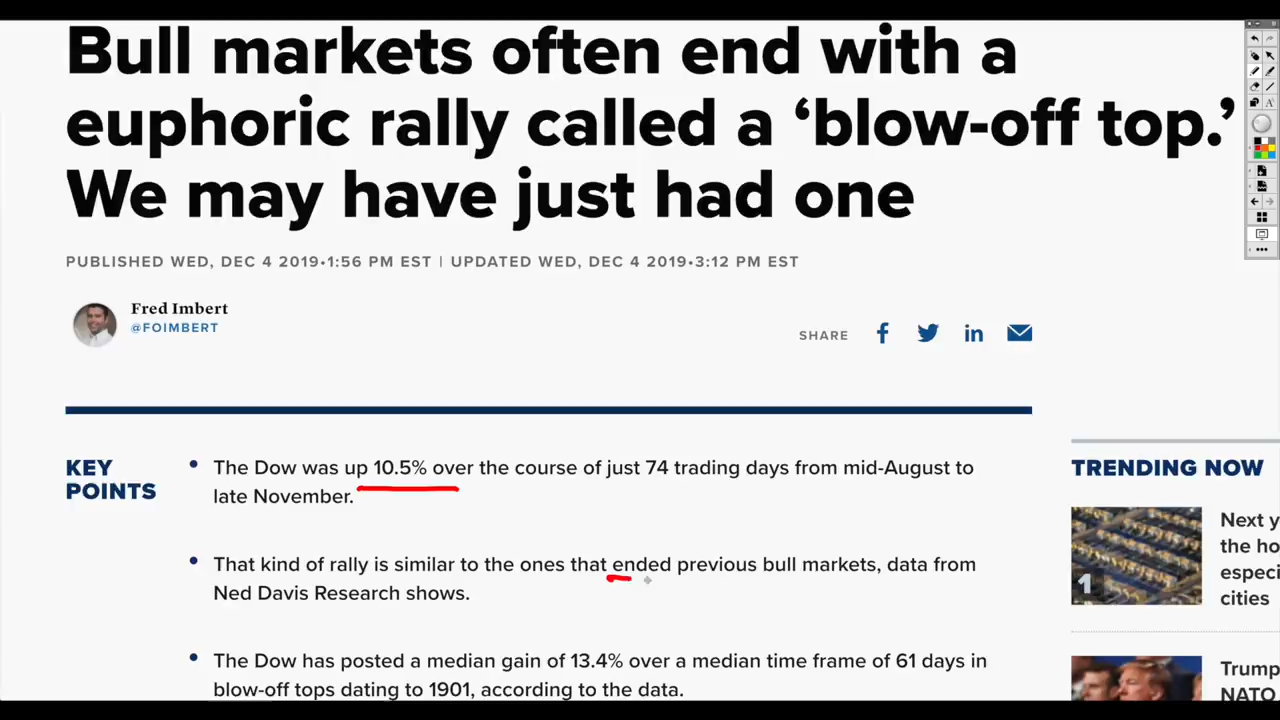 Bull markets often end with a
euphoric rally called a ‘blow-off top.’
We may have just had one
PUBLISHED WED, DEC 4 2019•1:56 PM EST | UPDATED WED, DEC 4 2019•3:12 PM EST
Fred Imbert
@FOIMBERT
SHARE
KEY
POINTS
• The Dow was up 10.5% over the course of just 74 trading days from mid-August to
late November.
• That kind of rally is similar to the ones that ended previous bull markets, data from
Ned Davis Research shows.
• The Dow has posted a median gain of 13.4% over a median time frame of 61 days in
blow-off tops dating to 1901, according to the data.
TRENDING NOW
1
Next y
the ho
especi
cities
Trump
NATO